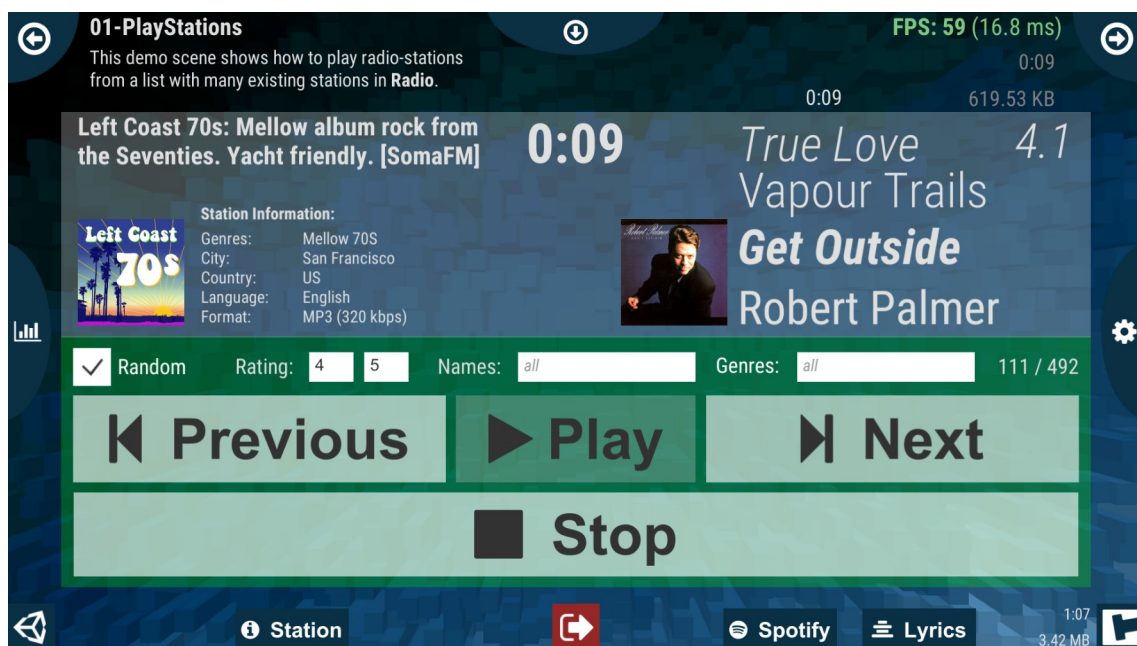 01-PlayStations
FPS: 59 (16.8 ms)
This demo scene shows how to play radio-stations
from a list with many existing stations in Radio.
0:09
0:09
619.53 KB
Left Coast 70s: Mellow album rock from
the Seventies. Yacht friendly. [SomaFM]
0:09
True Love
4.1
Vapour Trails
Get Outside
Robert Palmer
Left Coast
70s
Station Information:
Genres: Mellow 70S
City: San Francisco
Country: US
Language: English
Format: MP3 (320 kbps)
Robert Palmer
Random
Rating: 4 5
Names: all
Genres: all
111 / 492
Previous
Play
Next
Stop
Station
Spotify
Lyrics
1:07
3.42 MB